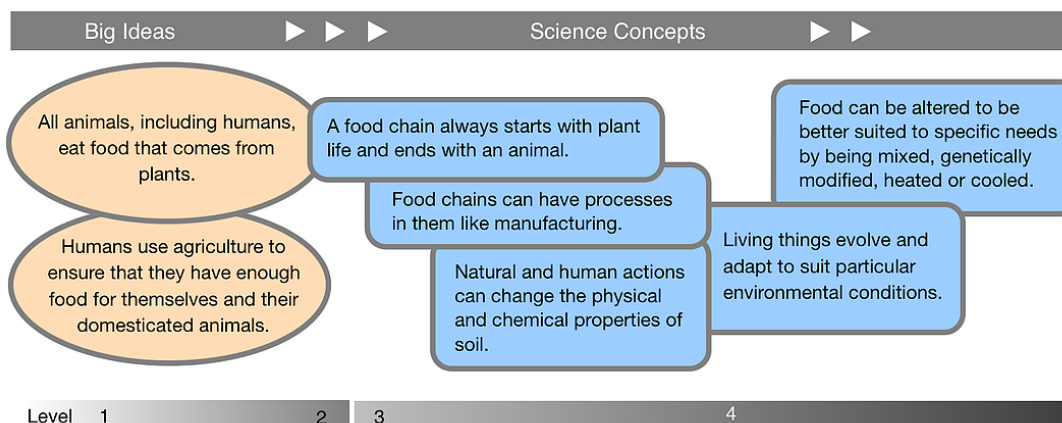 Big Ideas
Science Concepts
All animals, including humans,
eat food that comes from
plants.
Humans use agriculture to
ensure that they have enough
food for themselves and their
domesticated animals.
A food chain always starts with plant
life and ends with an animal.
Food chains can have processes
in them like manufacturing.
Natural and human actions
can change the physical
and chemical properties of
soil.
Living things evolve and
adapt to suit particular
environmental conditions.
Food can be altered to be
better suited to specific needs
by being mixed, genetically
modified, heated or cooled.
Level 1 2 3 4